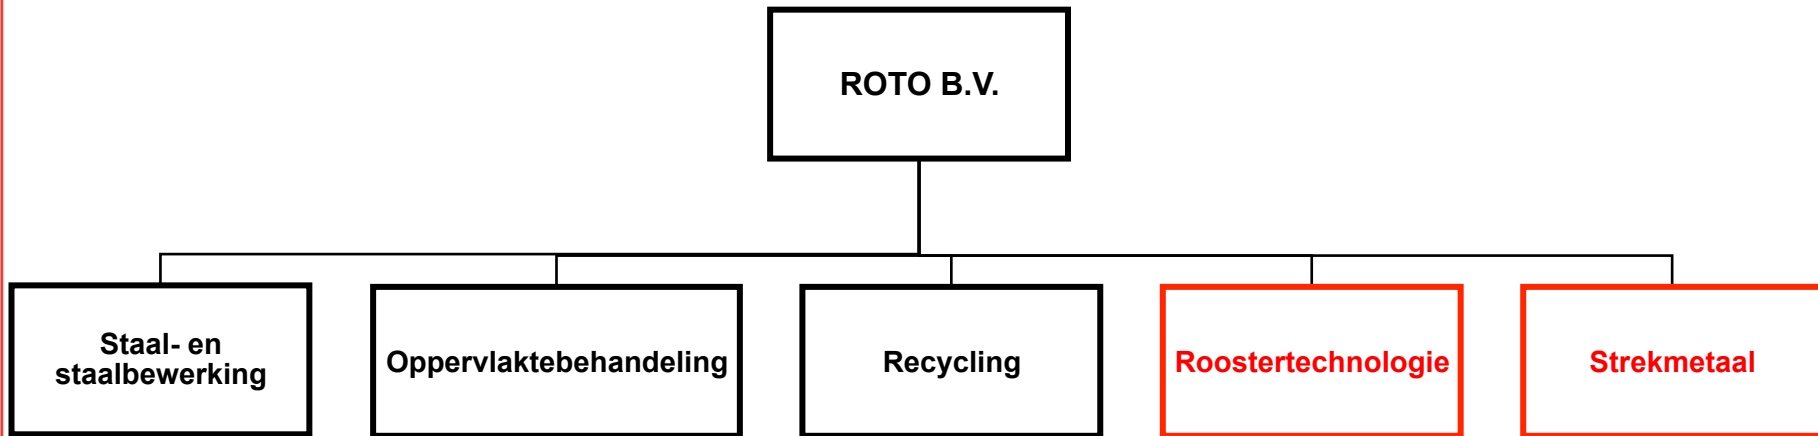 ROTO B.V.
Staal- en
staalbewerking
Oppervlaktebehandeling
Recycling
Roostertechnologie
Strekmetaal